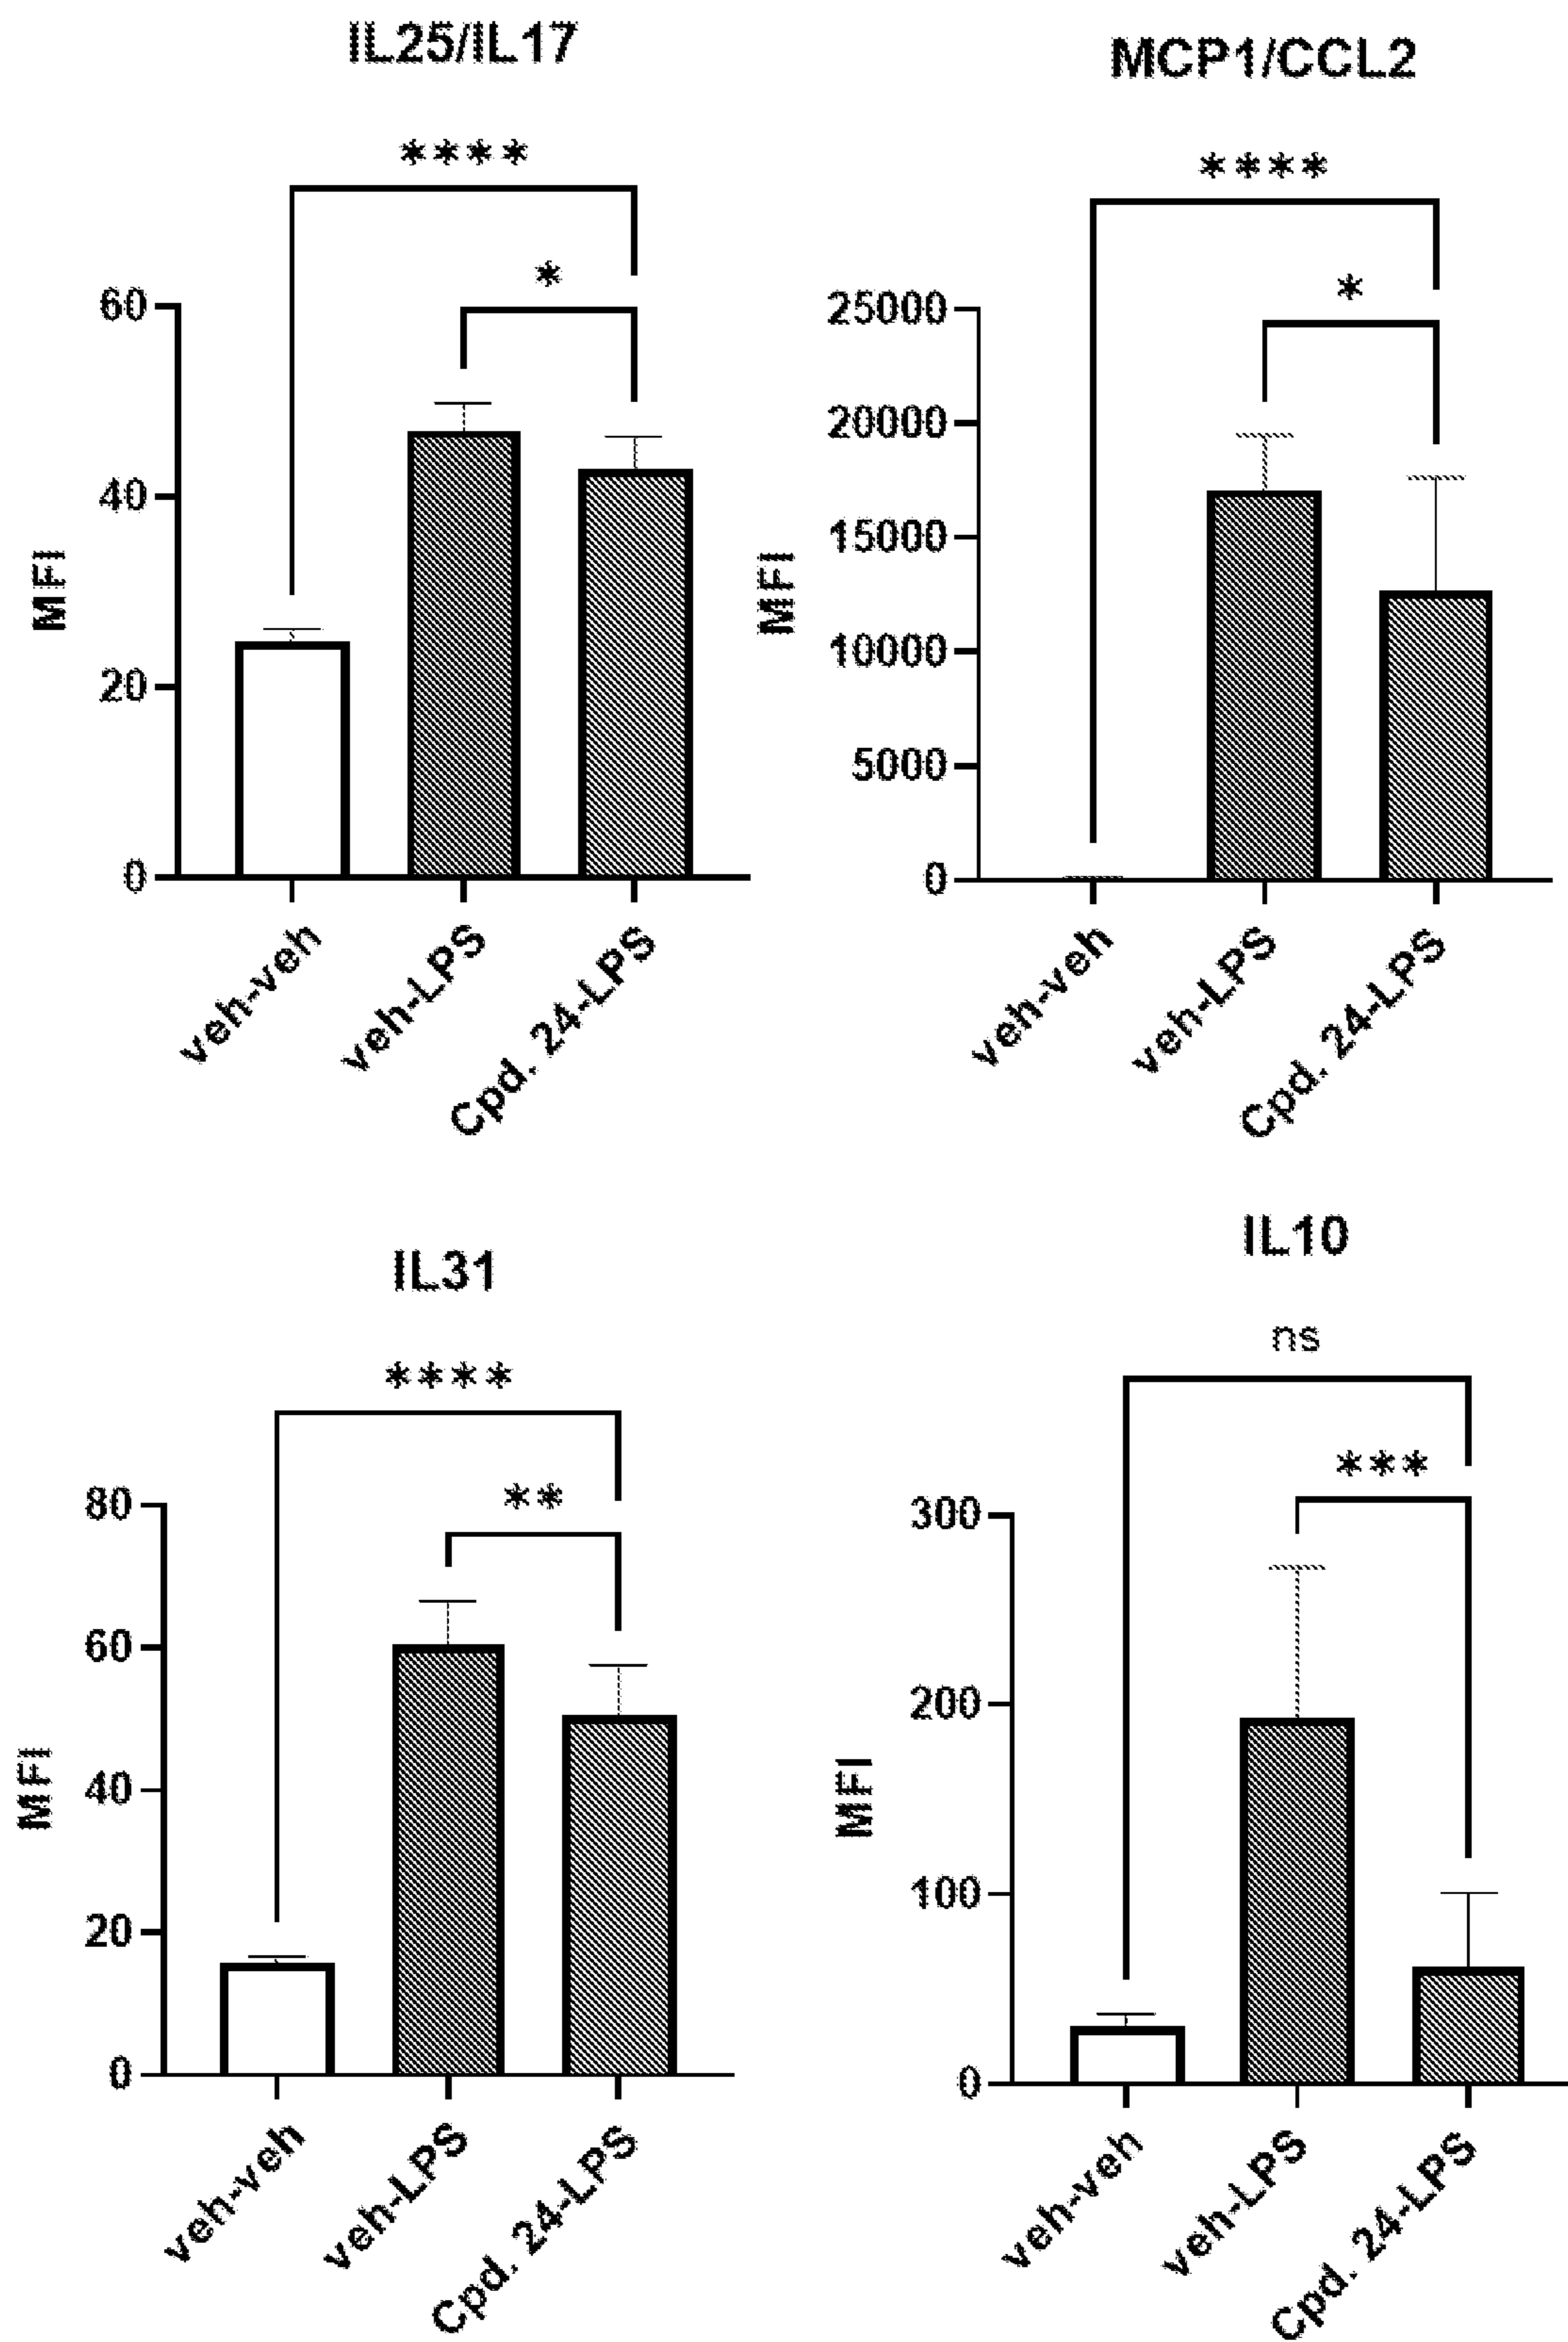 IL25/IL17
****
*
60
40
20
0
MFI
veh-veh
veh-LPS
Cpd. 24-LPS
MCP1/CCL2
****
*
25000
20000
15000
10000
5000
0
MFI
veh-veh
veh-LPS
Cpd. 24-LPS
IL31
****
**
80
60
40
20
0
MFI
veh-veh
veh-LPS
Cpd. 24-LPS
IL10
ns
***
300
200
100
0
MFI
veh-veh
veh-LPS
Cpd. 24-LPS